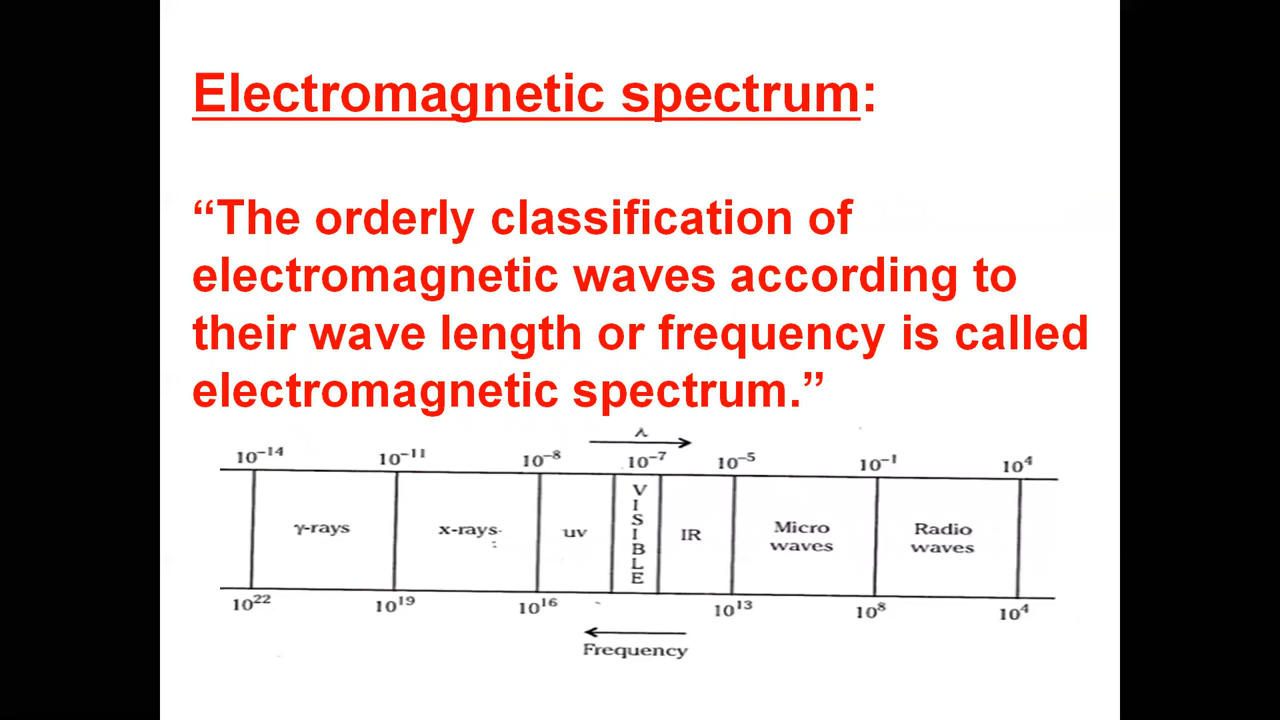 Electromagnetic spectrum:
“The orderly classification of
electromagnetic waves according to
their wave length or frequency is called
electromagnetic spectrum.”
λ
10⁻¹⁴ 10⁻¹¹ 10⁻⁸ 10⁻⁷ 10⁻⁵ 10⁻¹ 10⁴
γ-rays x-rays uv VISIBLE IR Micro waves Radio waves
10²² 10¹⁹ 10¹⁶ 10¹³ 10⁸ 10⁴
Frequency